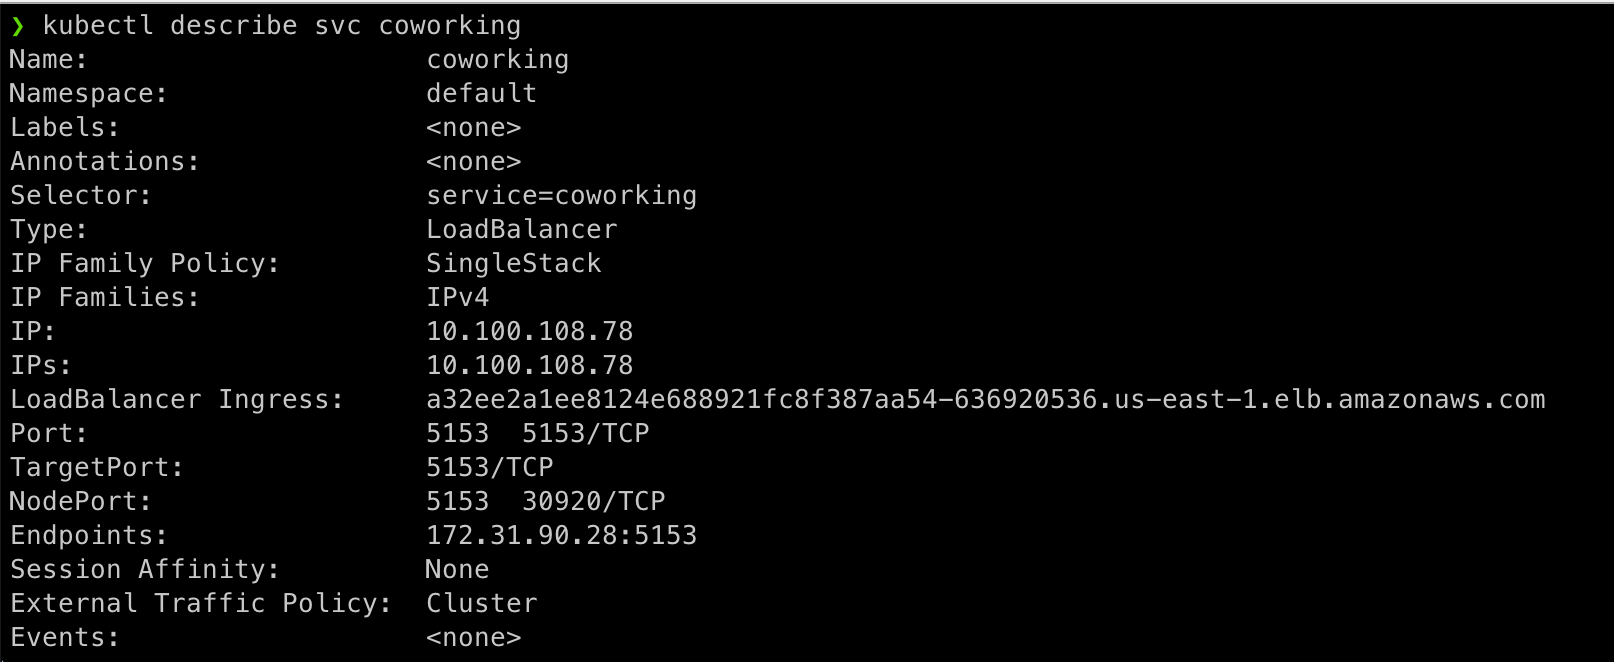 ❯ kubectl describe svc coworking
Name:                     coworking
Namespace:                default
Labels:                   <none>
Annotations:              <none>
Selector:                 service=coworking
Type:                     LoadBalancer
IP Family Policy:         SingleStack
IP Families:              IPv4
IP:                       10.100.108.78
IPs:                      10.100.108.78
LoadBalancer Ingress:     a32ee2a1ee8124e688921fc8f387aa54-636920536.us-east-1.elb.amazonaws.com
Port:                     5153  5153/TCP
TargetPort:               5153/TCP
NodePort:                 5153  30920/TCP
Endpoints:                172.31.90.28:5153
Session Affinity:         None
External Traffic Policy:  Cluster
Events:                   <none>